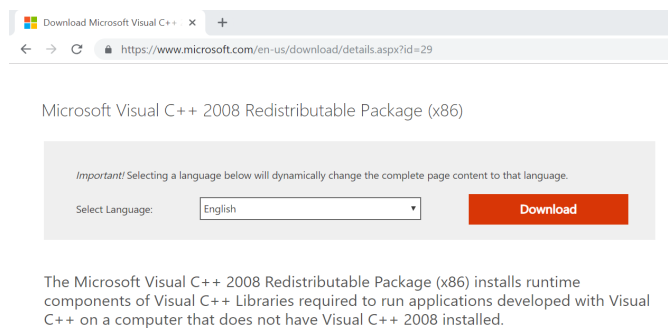 Download Microsoft Visual C++
https://www.microsoft.com/en-us/download/details.aspx?id=29
Microsoft Visual C++ 2008 Redistributable Package (x86)
Important! Selecting a language below will dynamically change the complete page content to that language.
Select Language:
English
Download
The Microsoft Visual C++ 2008 Redistributable Package (x86) installs runtime
components of Visual C++ Libraries required to run applications developed with Visual
C++ on a computer that does not have Visual C++ 2008 installed.